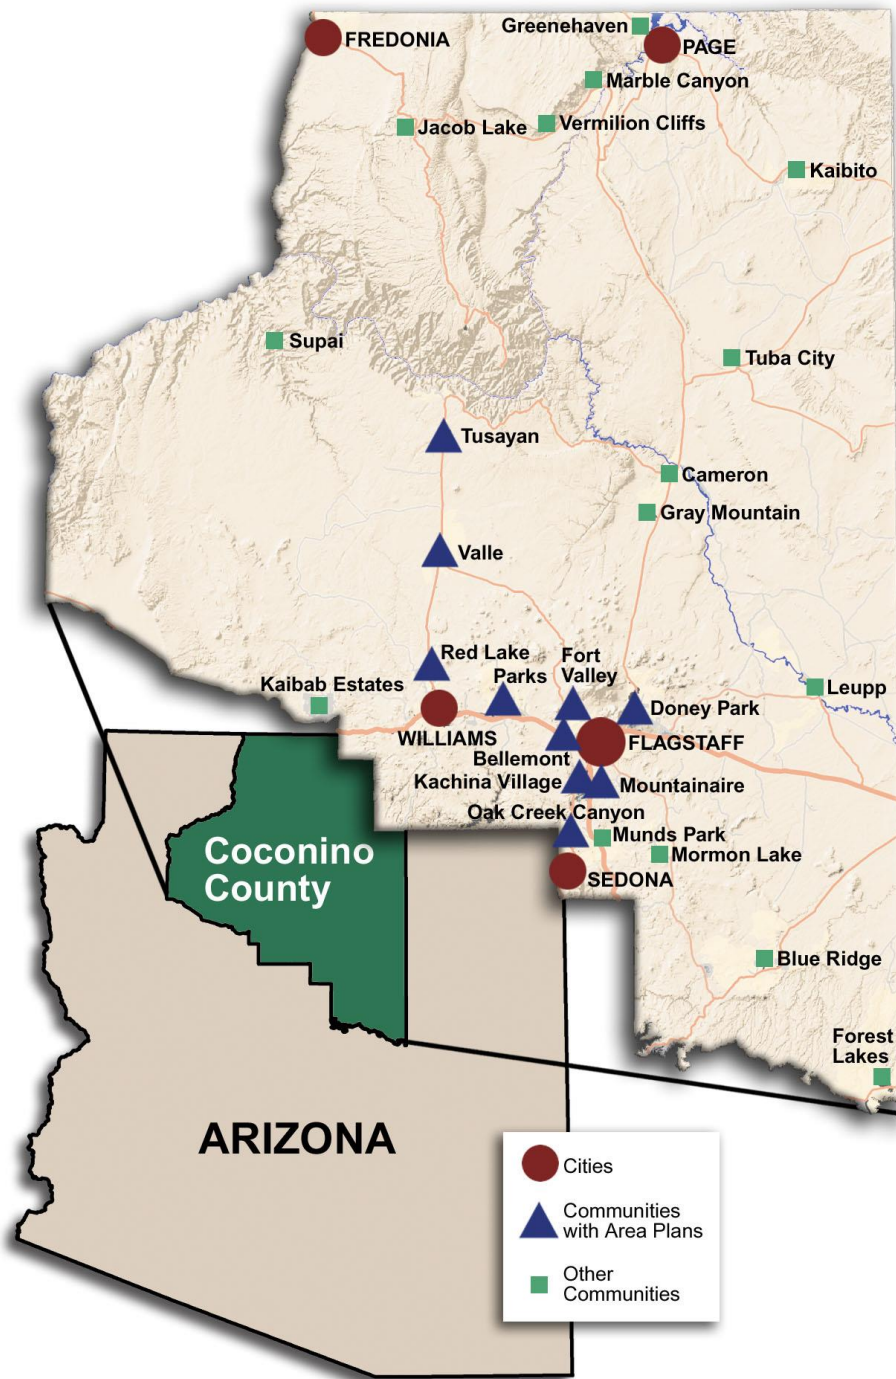 Greenehaven
FREDONIA
PAGE
Marble Canyon
Jacob Lake
Vermilion Cliffs
Kaibito
Supai
Tuba City
Tusayan
Cameron
Gray Mountain
Valle
Red Lake
Parks
Fort
Valley
Kaibab Estates
Leupp
Doney Park
WILLIAMS
FLAGSTAFF
Bellemont
Kachina Village
Mountainaire
Oak Creek Canyon
Munds Park
Mormon Lake
SEDONA
Coconino
County
Blue Ridge
Forest
Lakes
ARIZONA
Cities
Communities
with Area Plans
Other
Communities